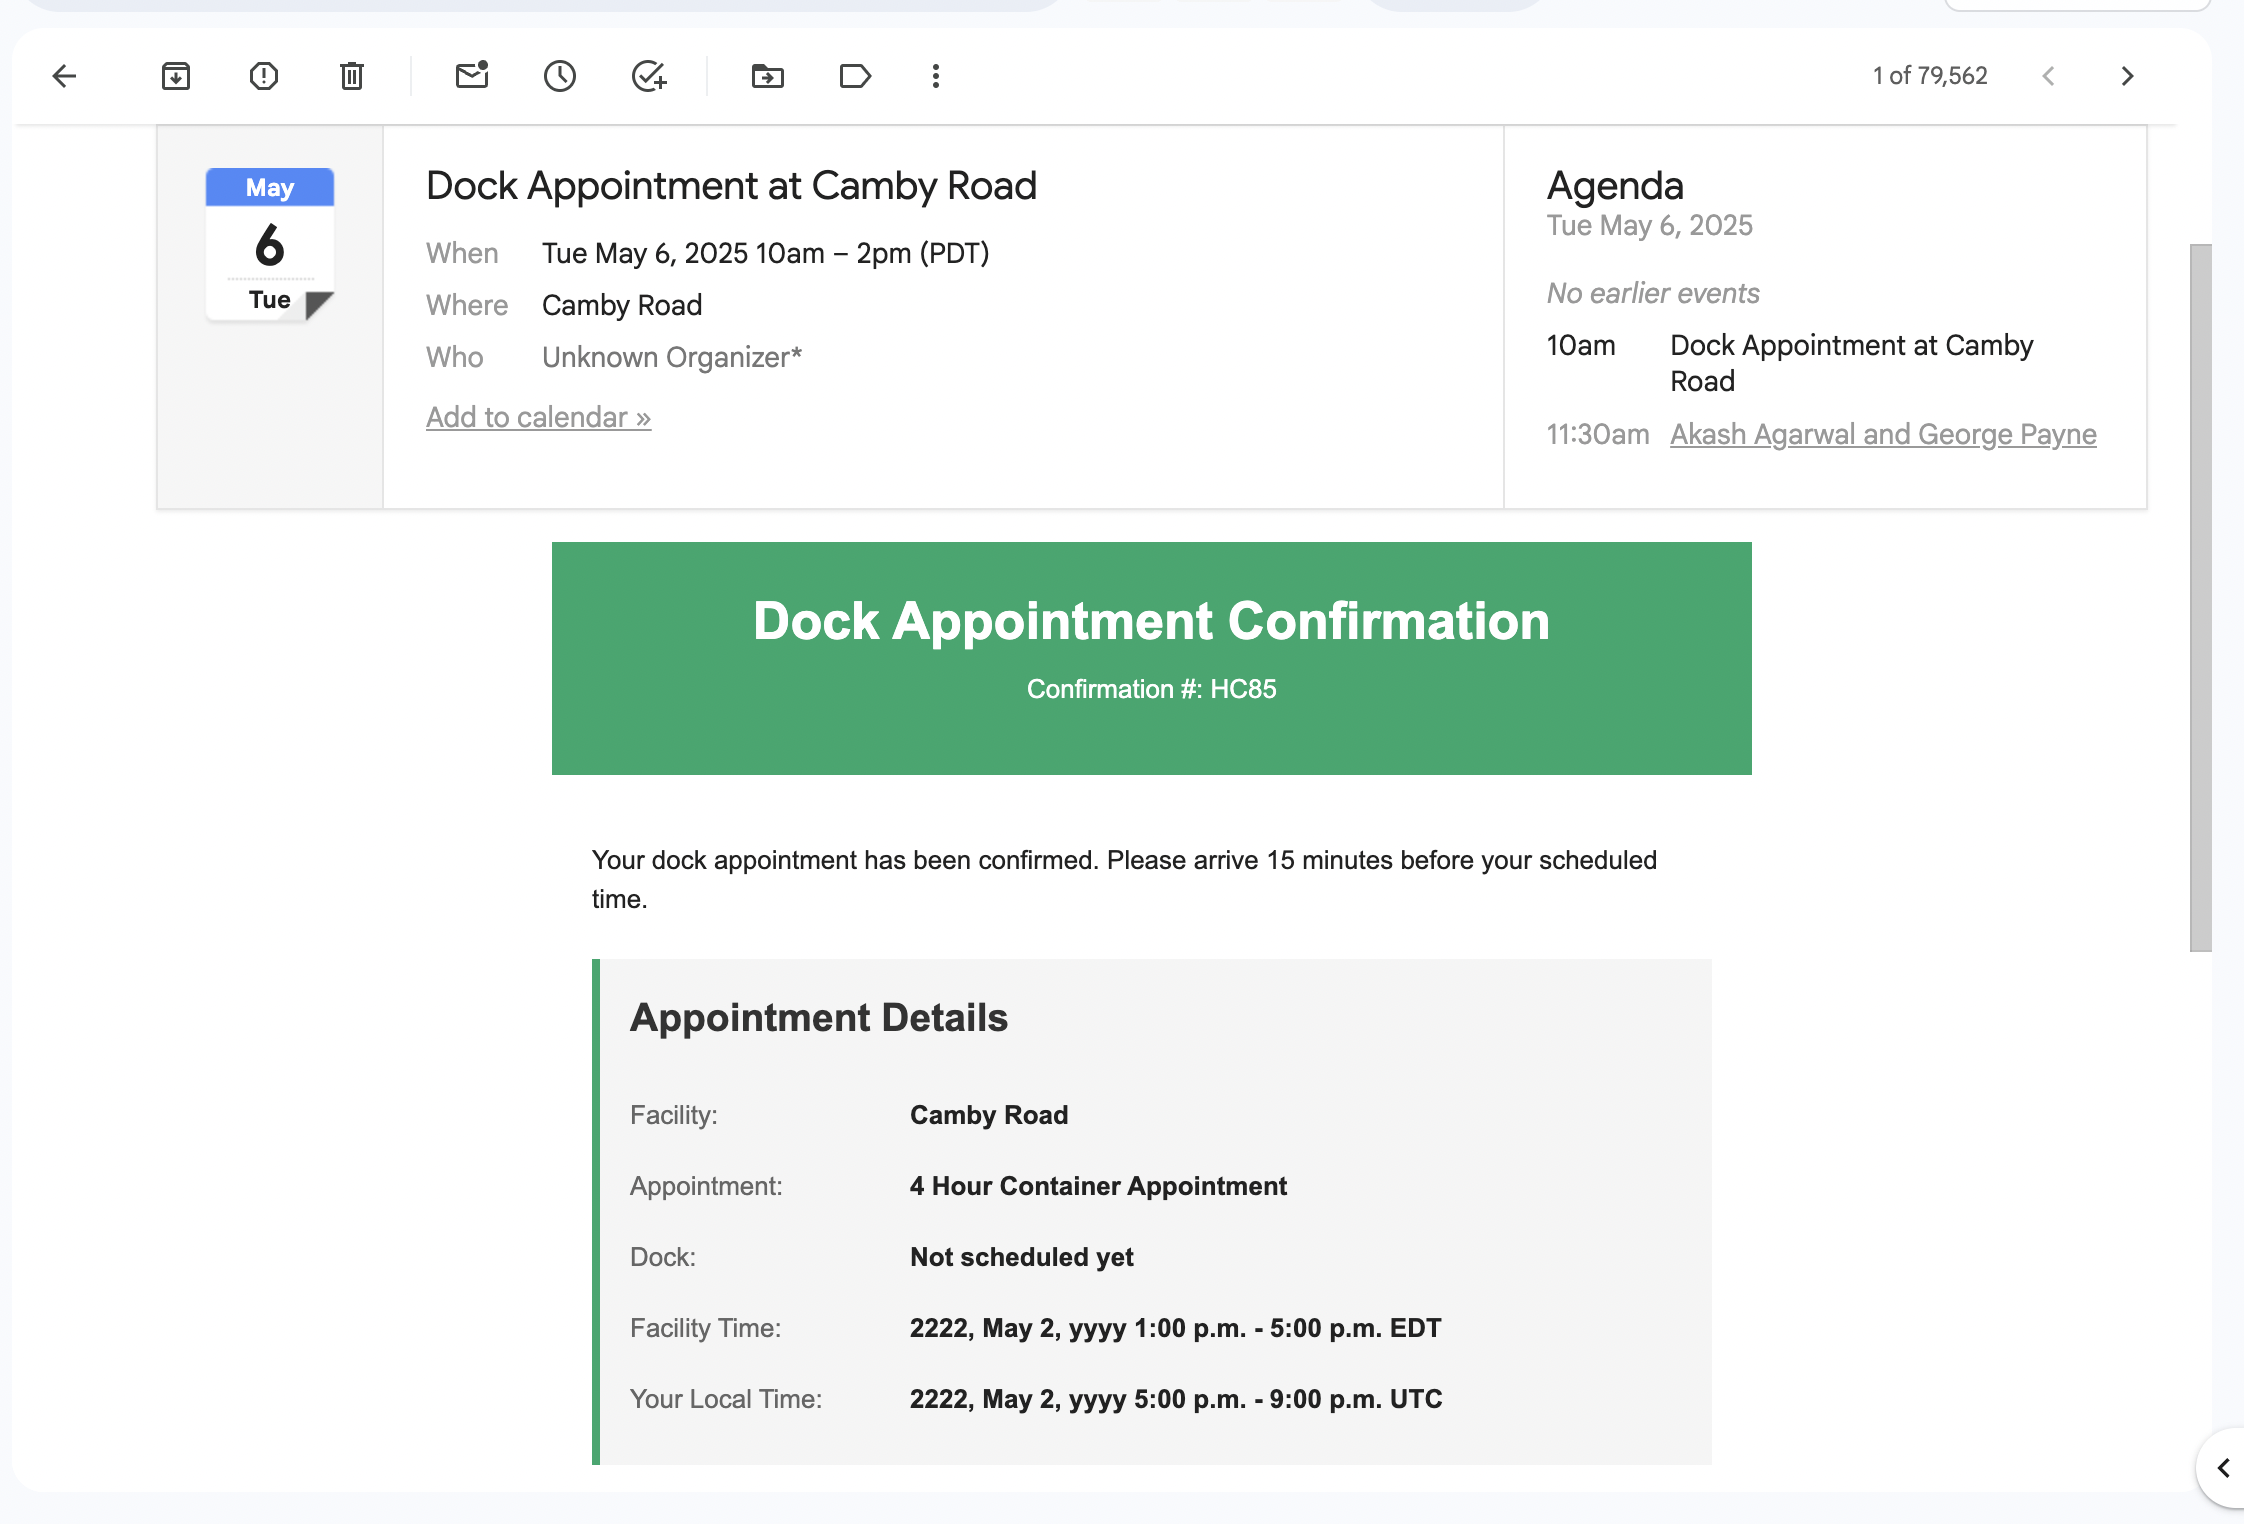 1 of 79,562
May
6
Tue
Dock Appointment at Camby Road
When Tue May 6, 2025 10am – 2pm (PDT)
Where Camby Road
Who Unknown Organizer*
Add to calendar »
Agenda
Tue May 6, 2025
No earlier events
10am Dock Appointment at Camby
Road
11:30am Akash Agarwal and George Payne
Dock Appointment Confirmation
Confirmation #: HC85
Your dock appointment has been confirmed. Please arrive 15 minutes before your scheduled
time.
Appointment Details
Facility: Camby Road
Appointment: 4 Hour Container Appointment
Dock: Not scheduled yet
Facility Time: 2222, May 2, yyyy 1:00 p.m. - 5:00 p.m. EDT
Your Local Time: 2222, May 2, yyyy 5:00 p.m. - 9:00 p.m. UTC